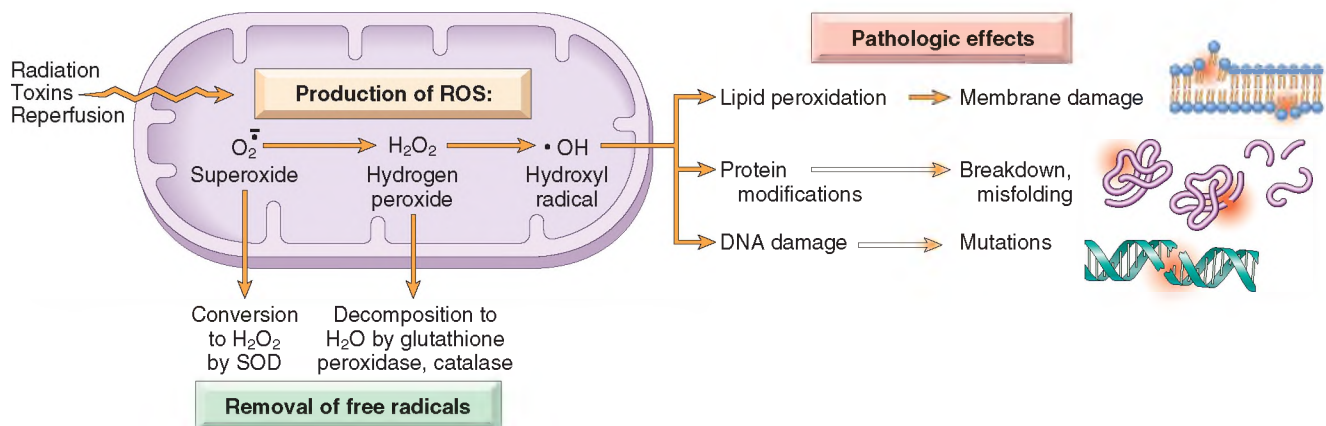 Pathologic effects
Radiation
Toxins
Reperfusion
Production of ROS:
O₂•̄
Superoxide
H₂O₂
Hydrogen
peroxide
• OH
Hydroxyl
radical
Lipid peroxidation
Membrane damage
Protein
modifications
Breakdown,
misfolding
DNA damage
Mutations
Conversion
to H₂O₂
by SOD
Decomposition to
H₂O by glutathione
peroxidase, catalase
Removal of free radicals